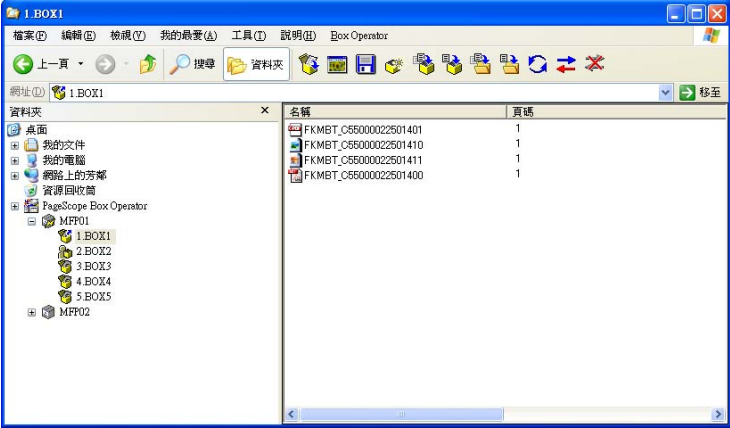 1.BOX1
檔案(F) 編輯(E) 檢視(V) 我的最愛(A) 工具(T) 說明(H) Box Operator
上一頁 搜尋 資料夾
網址(D) 1.BOX1 移至
資料夾 × 名稱 頁碼
桌面
我的文件
我的電腦
網路上的芳鄰
資源回收筒
PageScope Box Operator
MFP01
1.BOX1
2.BOX2
3.BOX3
4.BOX4
5.BOX5
MFP02
FKMBT_C55000022501401 1
FKMBT_C55000022501410 1
FKMBT_C55000022501411 1
FKMBT_C55000022501400 1